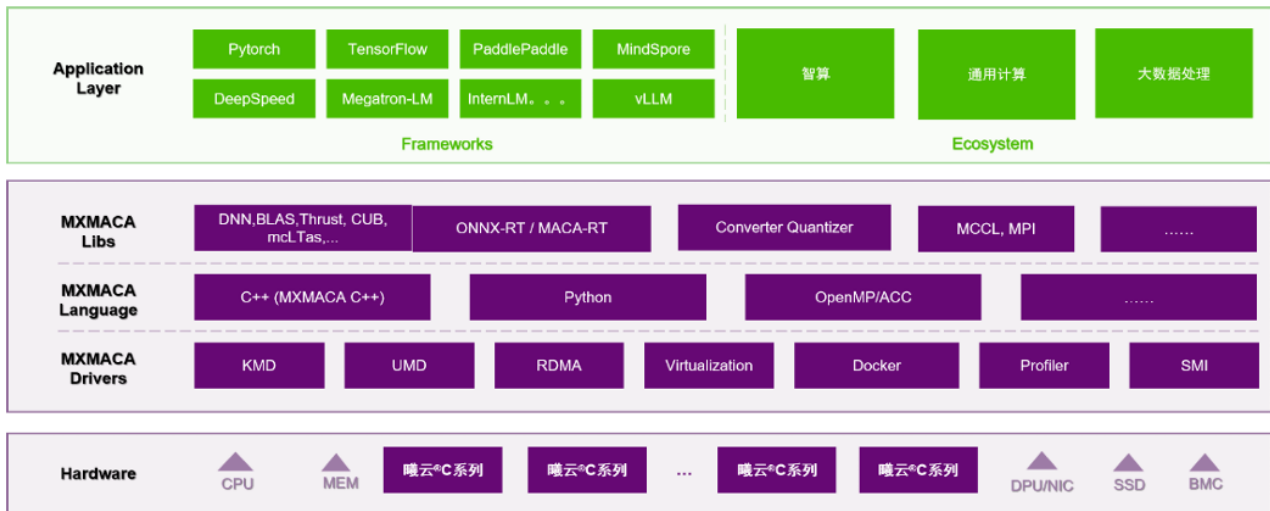 Application
Layer
Pytorch
TensorFlow
PaddlePaddle
MindSpore
DeepSpeed
Megatron-LM
InternLM。。。
vLLM
Frameworks
智算
通用计算
大数据处理
Ecosystem
MXMACA
Libs
DNN,BLAS,Thrust, CUB,
mcLTas,...
ONNX-RT / MACA-RT
Converter Quantizer
MCCL, MPI
……
MXMACA
Language
C++ (MXMACA C++)
Python
OpenMP/ACC
……
MXMACA
Drivers
KMD
UMD
RDMA
Virtualization
Docker
Profiler
SMI
Hardware
CPU
MEM
曦云®C系列
曦云®C系列
...
曦云®C系列
曦云®C系列
DPU/NIC
SSD
BMC